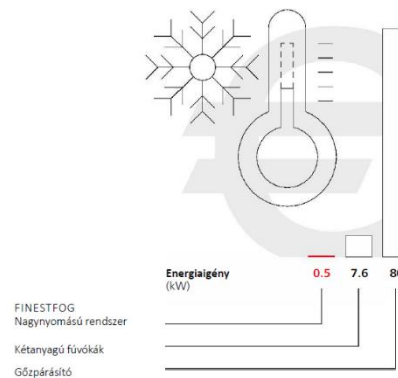 Energiaigény 0.5 7.6
(kW)
FINESTFOG
Nagynyomású rendszer
Kétanyagú fúvókák
Gőzpárásító